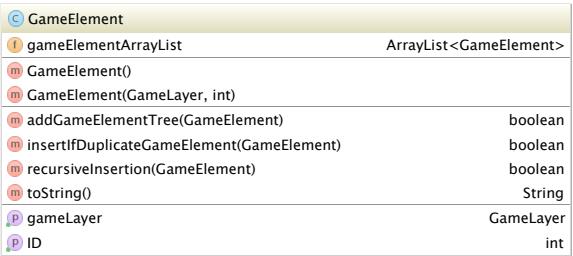 C GameElement
f gameElementArrayList ArrayList<GameElement>
m GameElement()
m GameElement(GameLayer, int)
m addGameElementTree(GameElement) boolean
m insertIfDuplicateGameElement(GameElement) boolean
m recursiveInsertion(GameElement) boolean
m toString() String
p gameLayer GameLayer
p ID int